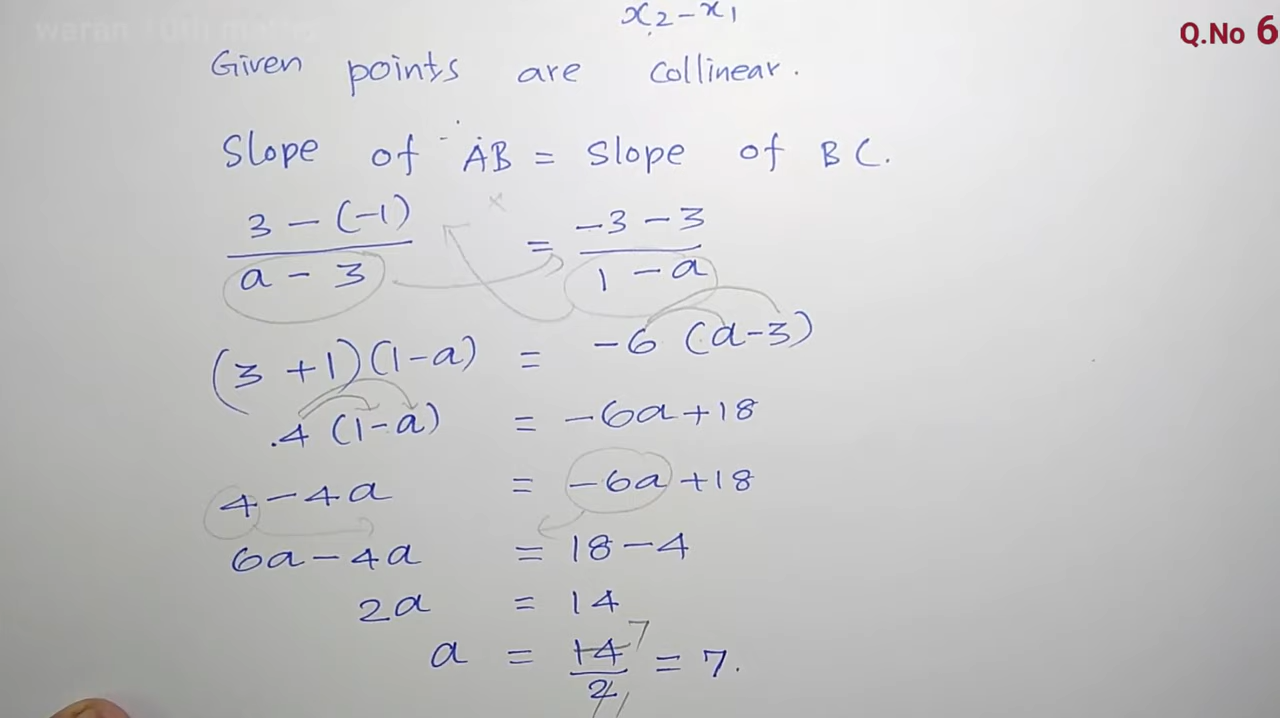 x₂-x₁
Q.No 6
Given points are Collinear.
Slope of AB = Slope of BC.
3-(-1)/a-3 = -3-3/1-a
(3+1)(1-a) = -6(a-3)
4(1-a) = -6a+18
4-4a = -6a+18
6a-4a = 18-4
2a = 14
a = 14/2 = 7.